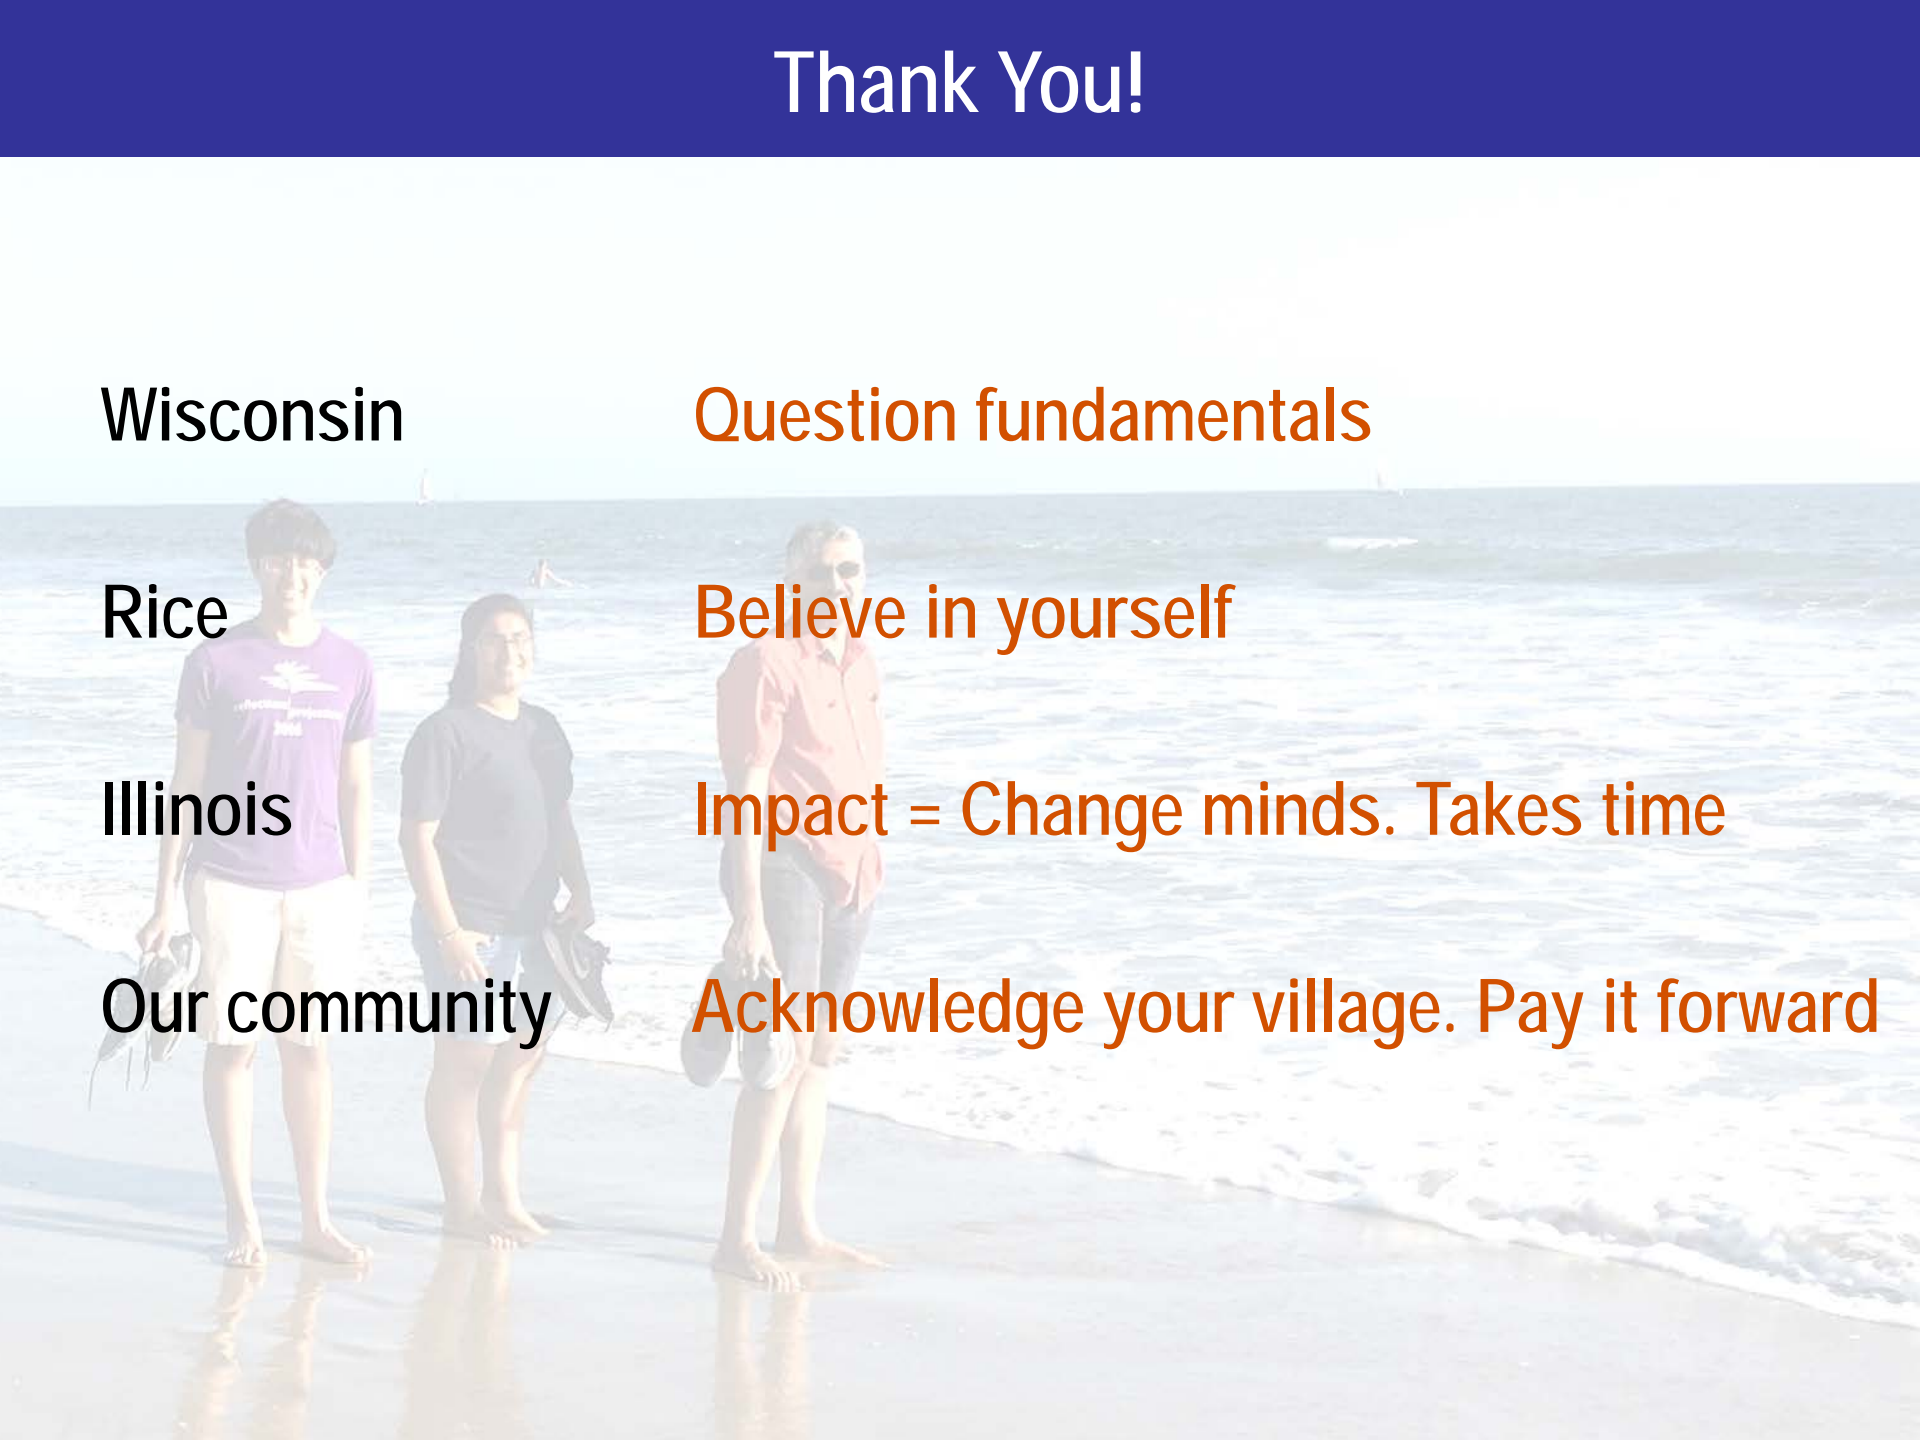 Thank You!
Wisconsin Question fundamentals
Rice Believe in yourself
Illinois Impact = Change minds. Takes time
Our community Acknowledge your village. Pay it forward